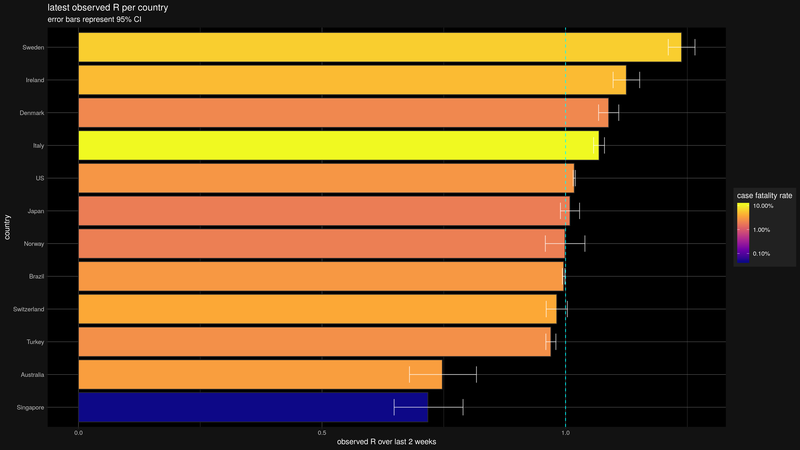 latest observed R per country
error bars represent 95% CI
country
Sweden
Ireland
Denmark
Italy
US
Japan
Norway
Brazil
Switzerland
Turkey
Australia
Singapore
0.0
0.5
1.0
observed R over last 2 weeks
case fatality rate
10.00%
1.00%
0.10%